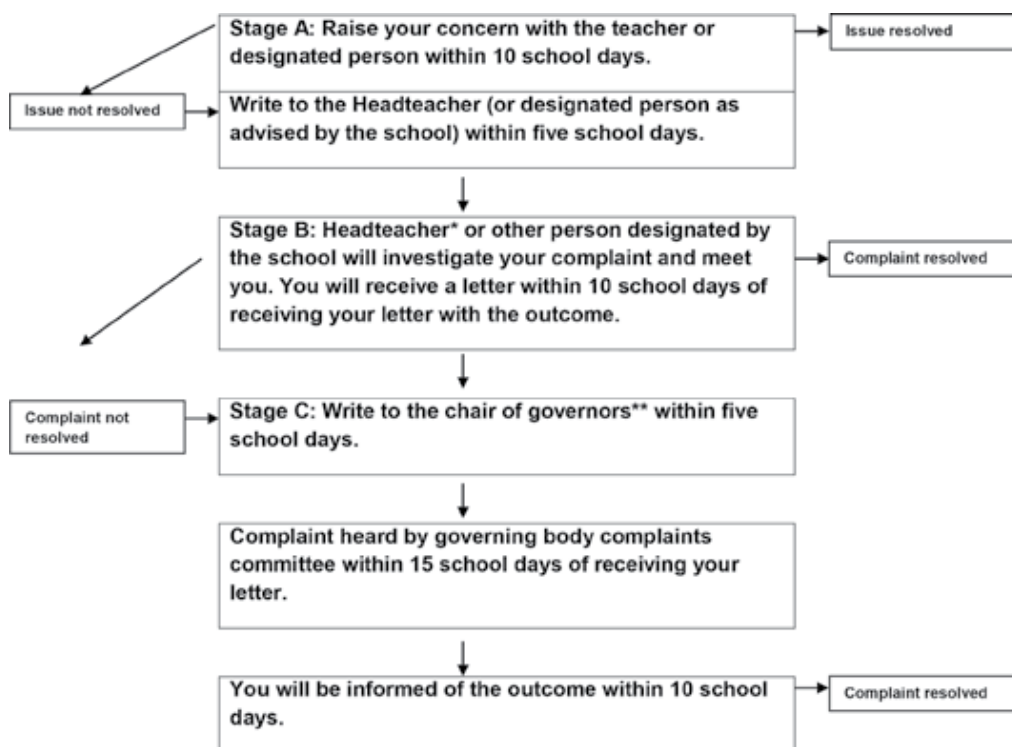 Stage A: Raise your concern with the teacher or
designated person within 10 school days.
Issue resolved
Issue not resolved
Write to the Headteacher (or designated person as
advised by the school) within five school days.
Stage B: Headteacher* or other person designated by
the school will investigate your complaint and meet
you. You will receive a letter within 10 school days of
receiving your letter with the outcome.
Complaint resolved
Complaint not
resolved
Stage C: Write to the chair of governors** within five
school days.
Complaint heard by governing body complaints
committee within 15 school days of receiving your
letter.
You will be informed of the outcome within 10 school
days.
Complaint resolved